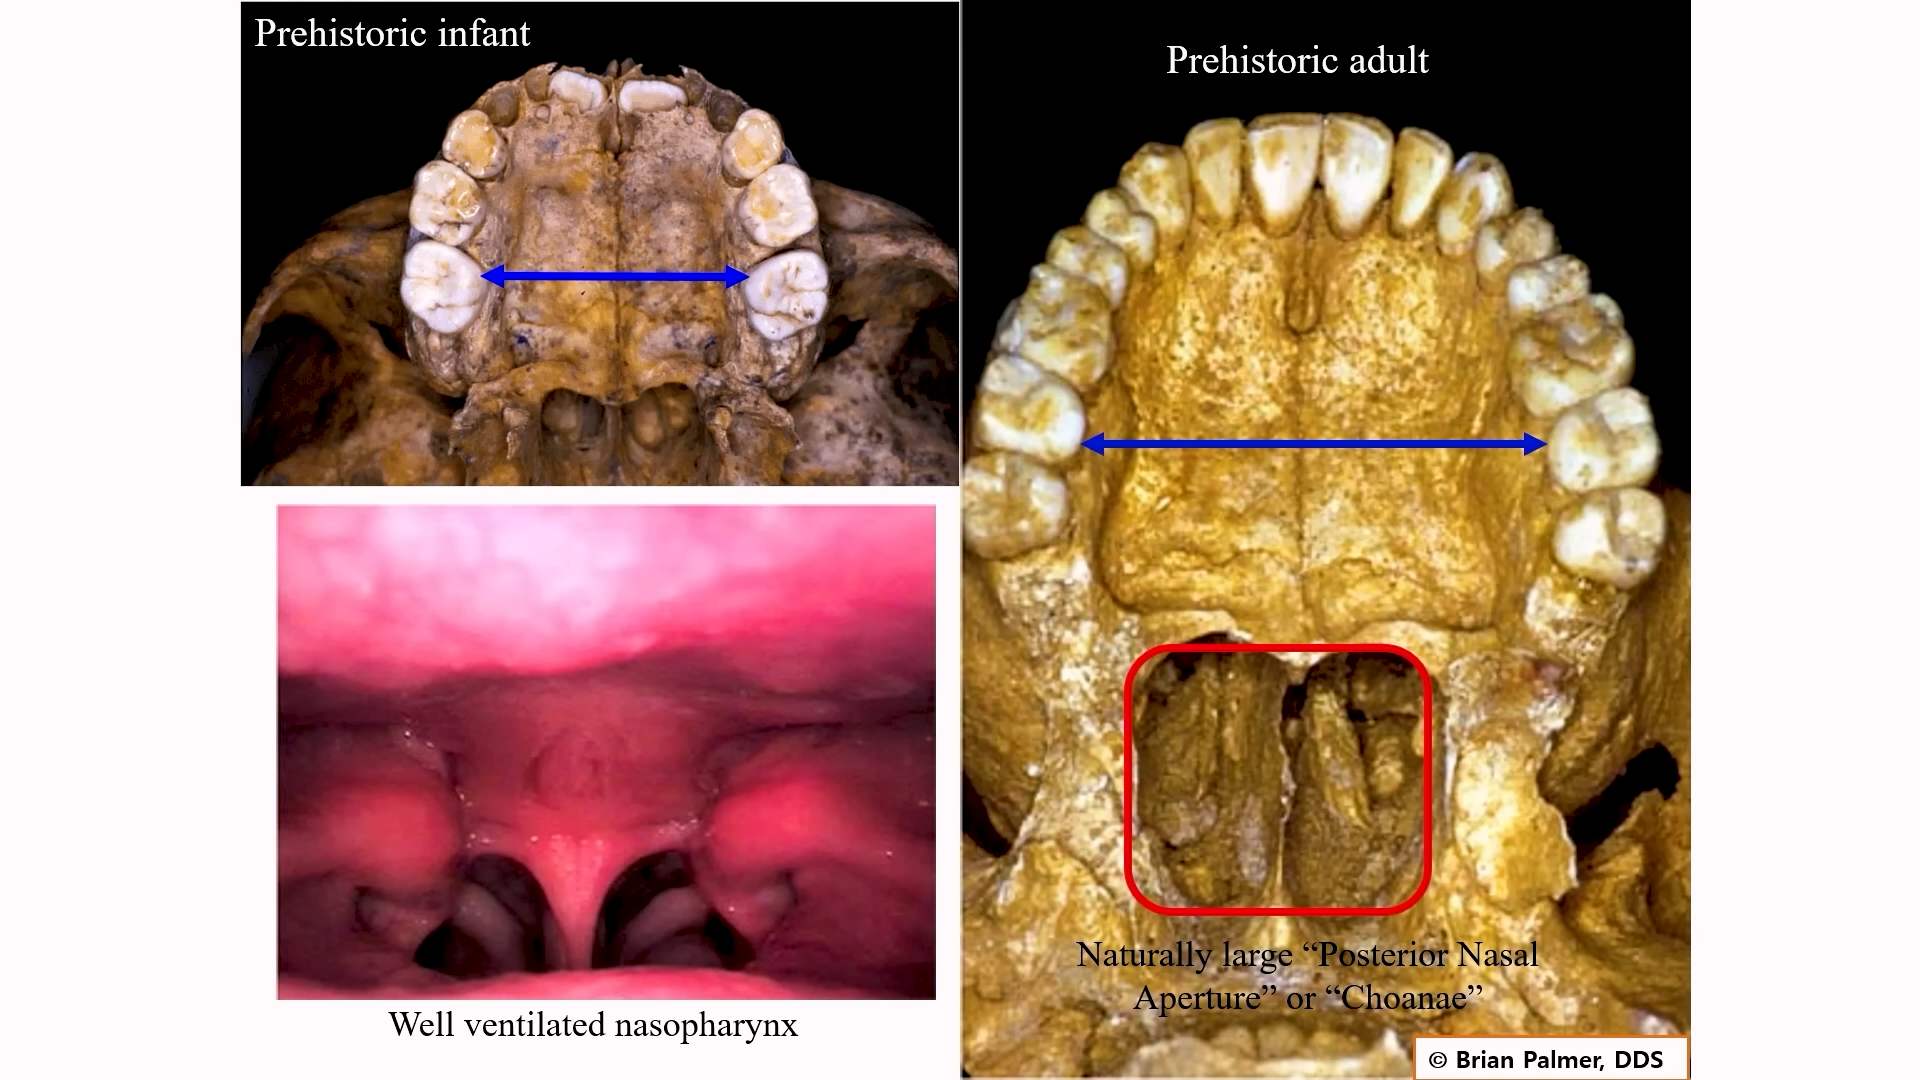 Prehistoric infant
Prehistoric adult
Well ventilated nasopharynx
Naturally large “Posterior Nasal
Aperture” or “Choanae”
© Brian Palmer, DDS